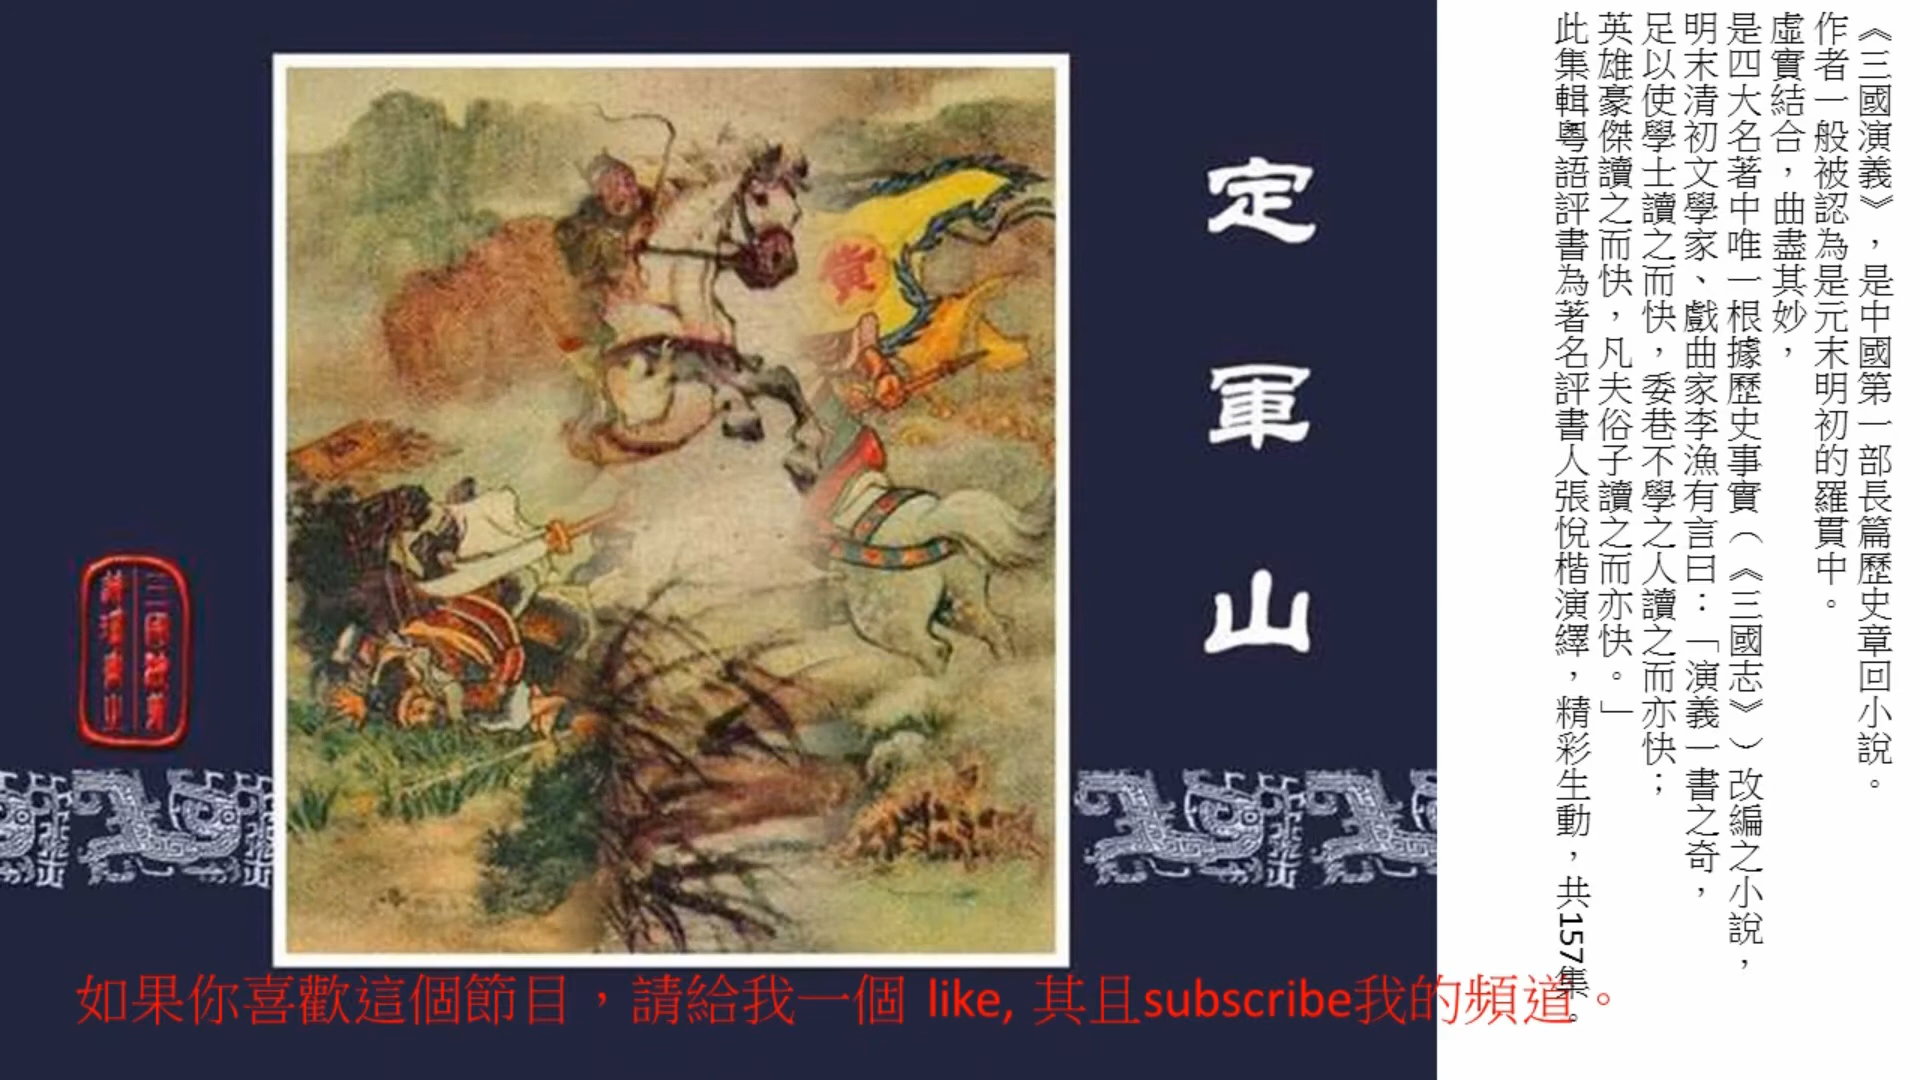 《三國演義》，是中國第一部長篇歷史章回小說。
作者一般被認為是元末明初的羅貫中。
虛實結合，曲盡其妙，
是四大名著中唯一根據歷史事實（《三國志》）改編之小說，
明末清初文學家、戲曲家李漁有言曰：「演義一書之奇，
足以使學士讀之而快，委巷不學之人讀之而亦快；
英雄豪傑讀之而快，凡夫俗子讀之而亦快。」
此集輯粵語評書為著名評書人張悅楷演繹，精彩生動，共157集。
定軍山
黃
如果你喜歡這個節目，請給我一個 like, 其且subscribe我的頻道。